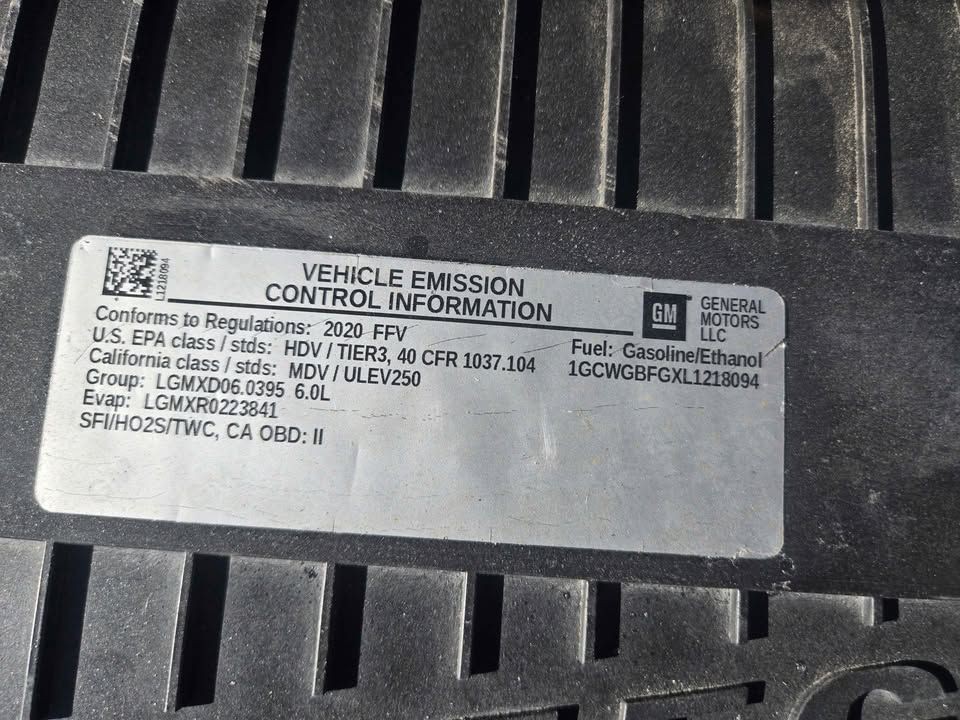 L1218094
VEHICLE EMISSION
CONTROL INFORMATION
GM
GENERAL
MOTORS
LLC
Conforms to Regulations: 2020 FFV
U.S. EPA class / stds: HDV / TIER3, 40 CFR 1037.104
California class / stds: MDV / ULEV250
Group: LGMXD06.0395 6.0L
Evap: LGMXR0223841
SFI/HO2S/TWC, CA OBD: II
Fuel: Gasoline/Ethanol
1GCWGBFGXL1218094